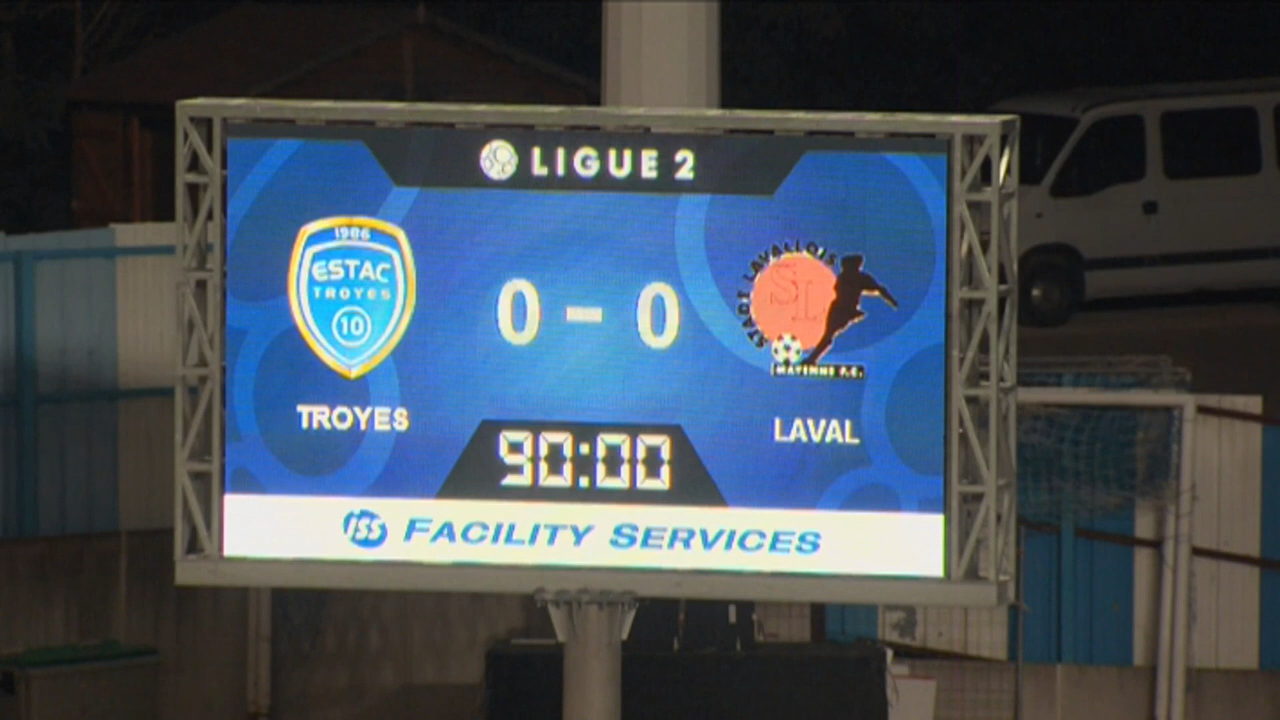 LIGUE 2
1986
ESTAC
TROYES
10
0 - 0
STADE LAVALLOIS
SL
MAYENNE F.C.
TROYES
LAVAL
90:00
ISS FACILITY SERVICES